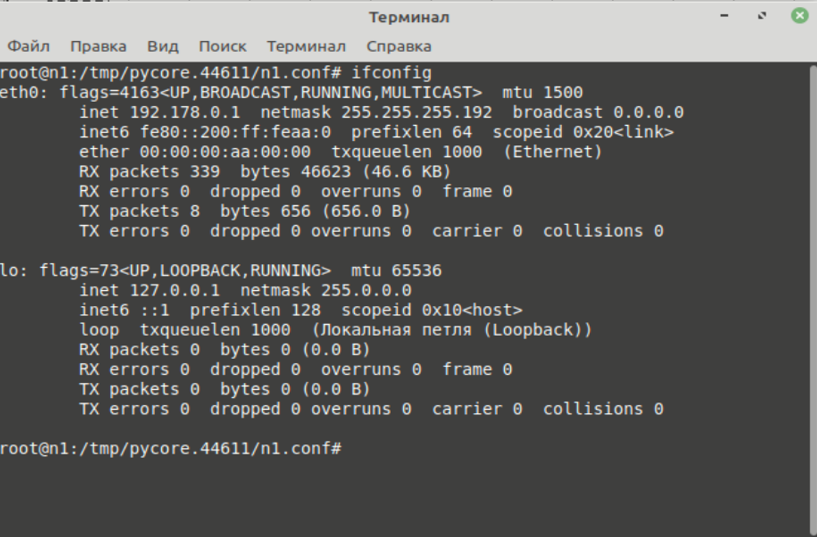 Терминал
Файл Правка Вид Поиск Терминал Справка
root@n1:/tmp/pycore.44611/n1.conf# ifconfig
eth0: flags=4163<UP,BROADCAST,RUNNING,MULTICAST>  mtu 1500
        inet 192.178.0.1  netmask 255.255.255.192  broadcast 0.0.0.0
        inet6 fe80::200:ff:feaa:0  prefixlen 64  scopeid 0x20<link>
        ether 00:00:00:aa:00:00  txqueuelen 1000  (Ethernet)
        RX packets 339  bytes 46623 (46.6 KB)
        RX errors 0  dropped 0  overruns 0  frame 0
        TX packets 8  bytes 656 (656.0 B)
        TX errors 0  dropped 0 overruns 0  carrier 0  collisions 0
lo: flags=73<UP,LOOPBACK,RUNNING>  mtu 65536
        inet 127.0.0.1  netmask 255.0.0.0
        inet6 ::1  prefixlen 128  scopeid 0x10<host>
        loop  txqueuelen 1000  (Локальная петля (Loopback))
        RX packets 0  bytes 0 (0.0 B)
        RX errors 0  dropped 0  overruns 0  frame 0
        TX packets 0  bytes 0 (0.0 B)
        TX errors 0  dropped 0 overruns 0  carrier 0  collisions 0
root@n1:/tmp/pycore.44611/n1.conf#